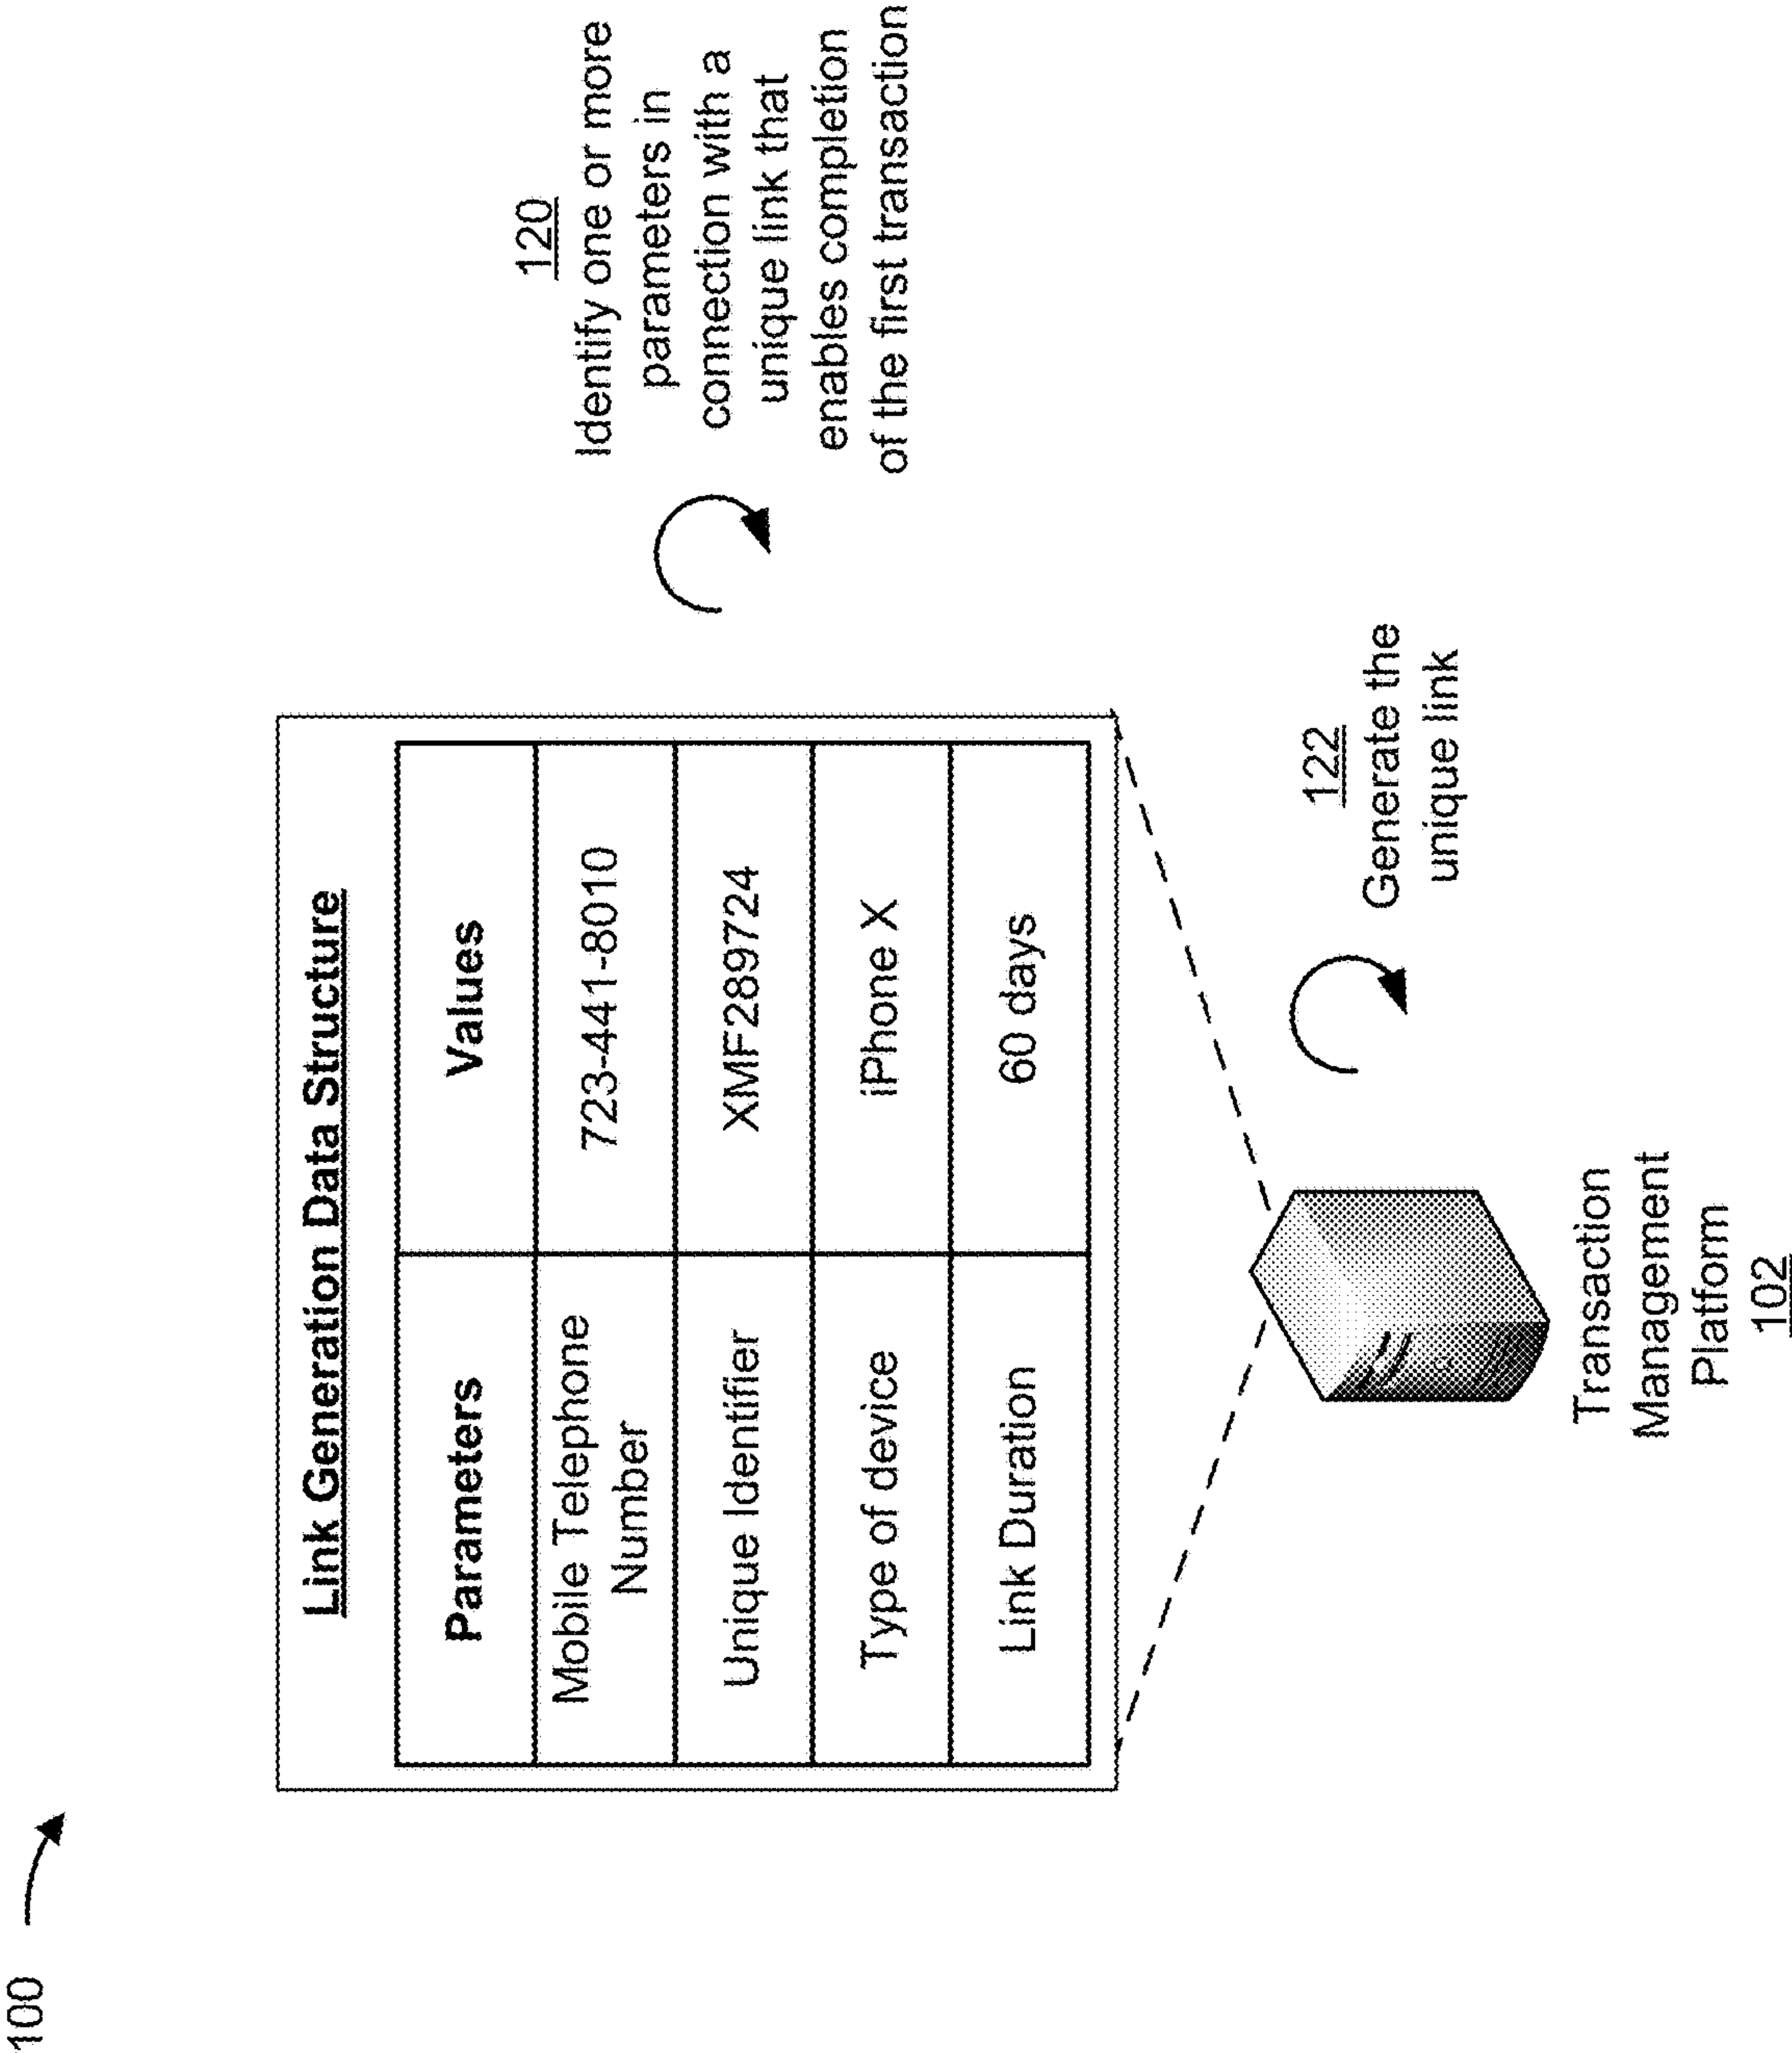 100
Link Generation Data Structure
Parameters
Values
Mobile Telephone
Number
723-441-8010
Unique Identifier
XMF289724
Type of device
iPhone X
Link Duration
60 days
120
Identify one or more
parameters in
connection with a
unique link that
enables completion
of the first transaction
122
Generate the
unique link
Transaction
Management
Platform
102